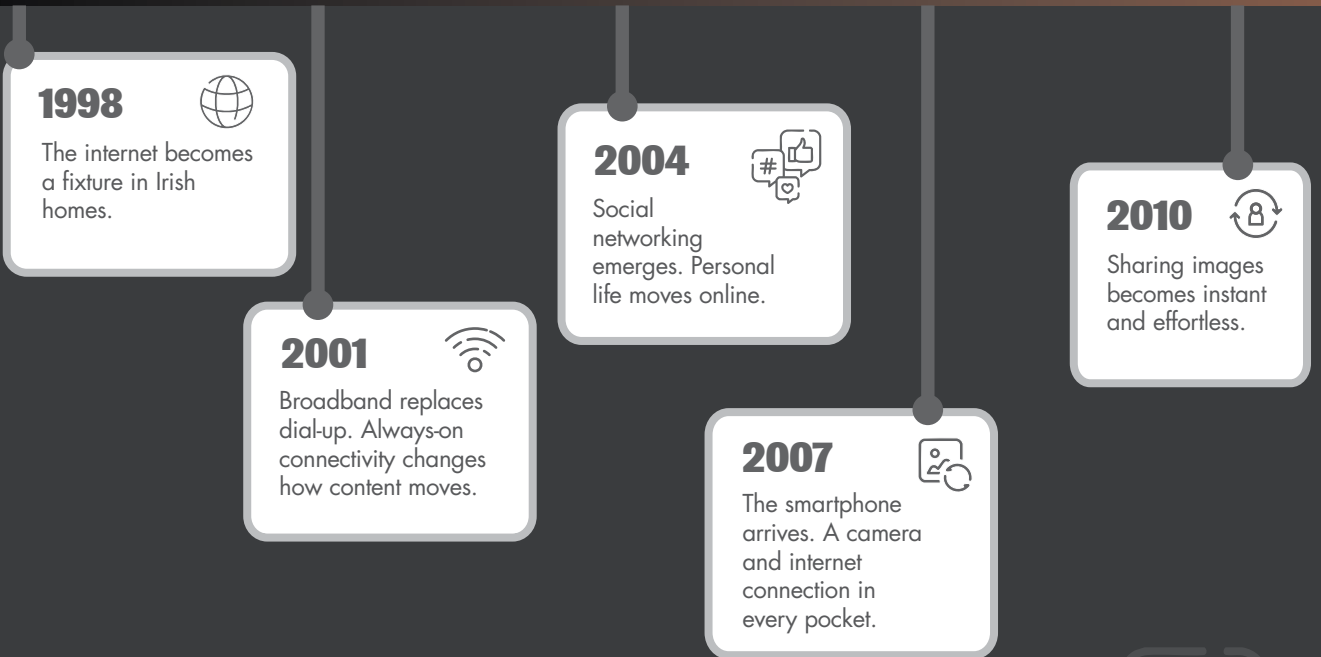 1998
The internet becomes
a fixture in Irish
homes.
2001
Broadband replaces
dial-up. Always-on
connectivity changes
how content moves.
2004
#
Social
networking
emerges. Personal
life moves online.
2007
The smartphone
arrives. A camera
and internet
connection in
every pocket.
2010
Sharing images
becomes instant
and effortless.